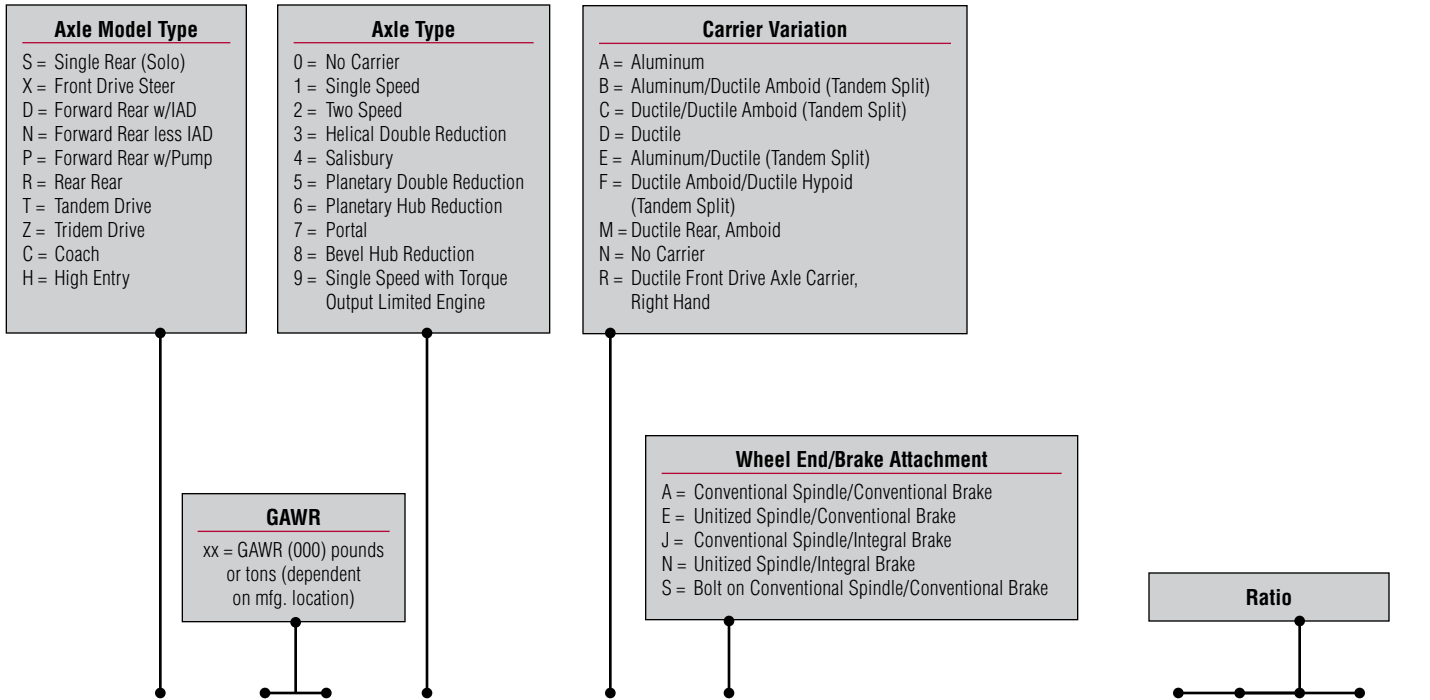 Axle Model Type
S = Single Rear (Solo)
X = Front Drive Steer
D = Forward Rear w/IAD
N = Forward Rear less IAD
P = Forward Rear w/Pump
R = Rear Rear
T = Tandem Drive
Z = Tridem Drive
C = Coach
H = High Entry
Axle Type
0 = No Carrier
1 = Single Speed
2 = Two Speed
3 = Helical Double Reduction
4 = Salisbury
5 = Planetary Double Reduction
6 = Planetary Hub Reduction
7 = Portal
8 = Bevel Hub Reduction
9 = Single Speed with Torque
Output Limited Engine
Carrier Variation
A = Aluminum
B = Aluminum/Ductile Amboid (Tandem Split)
C = Ductile/Ductile Amboid (Tandem Split)
D = Ductile
E = Aluminum/Ductile (Tandem Split)
F = Ductile Amboid/Ductile Hypoid
(Tandem Split)
M = Ductile Rear, Amboid
N = No Carrier
R = Ductile Front Drive Axle Carrier,
Right Hand
GAWR
xx = GAWR (000) pounds
or tons (dependent
on mfg. location)
Wheel End/Brake Attachment
A = Conventional Spindle/Conventional Brake
E = Unitized Spindle/Conventional Brake
J = Conventional Spindle/Integral Brake
N = Unitized Spindle/Integral Brake
S = Bolt on Conventional Spindle/Conventional Brake
Ratio